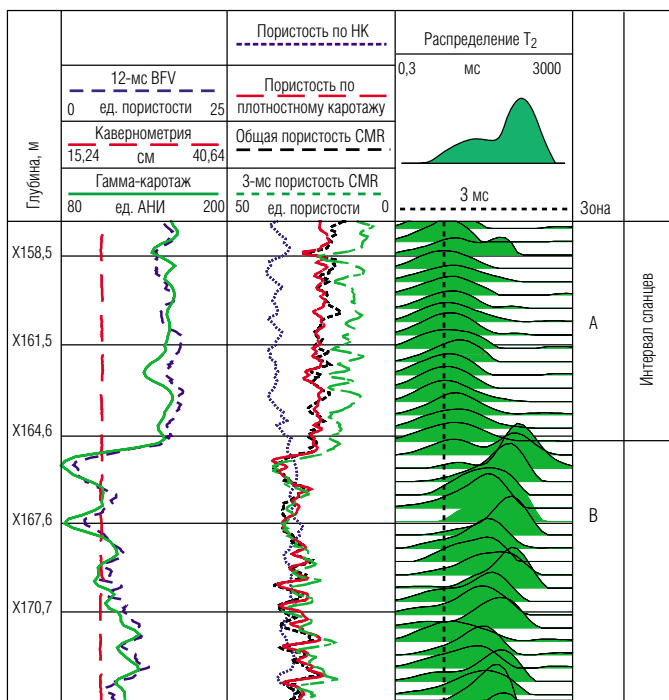 Пористость по НК
Распределение T2
0,3 мс 3000
12-мс BFV
0 ед. пористости 25
Пористость по
плотностному каротажу
Кавернометрия
15,24 см 40,64
Общая пористость CMR
Глубина, м
Гамма-каротаж
80 ед. АНИ 200
3-мс пористость CMR
50 ед. пористости 0
3 мс
Зона
X158,5
X161,5
A
Интервал сланцев
X164,6
X167,6
B
X170,7